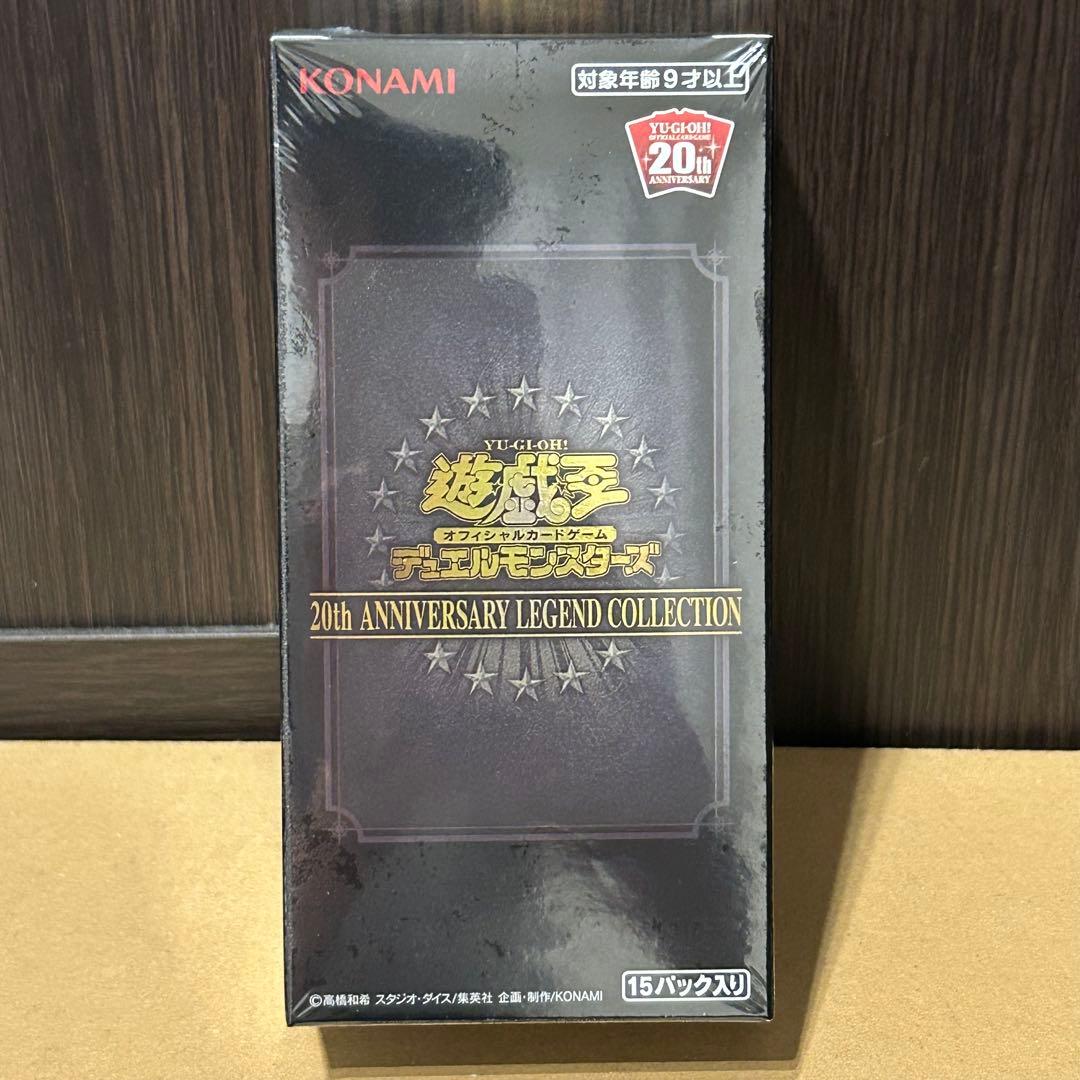 KONAMI
対象年齢9才以上
YU-GI-OH!
OFFICIAL CARD GAME
20th
ANNIVERSARY
YU-GI-OH!
遊戯王
オフィシャルカードゲーム
デュエルモンスターズ
20th ANNIVERSARY LEGEND COLLECTION
©高橋和希 スタジオ・ダイス/集英社 企画・制作/KONAMI
15パック入り